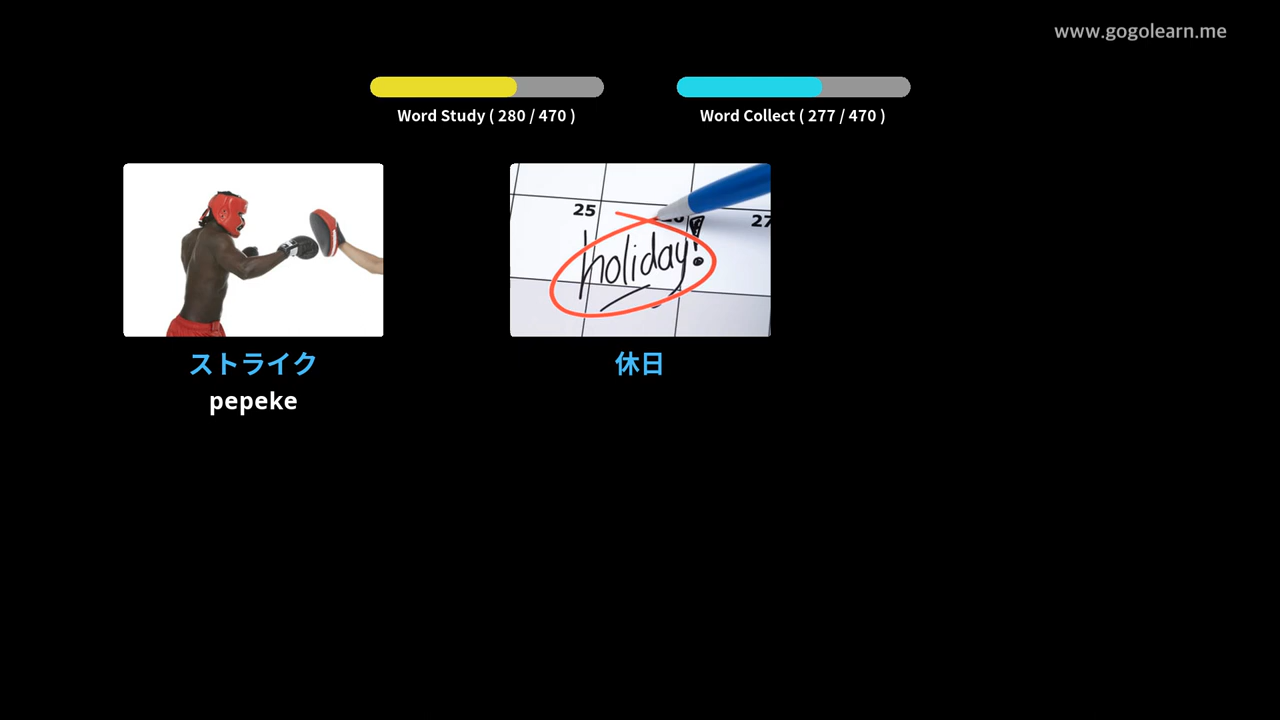 www.gogolearn.me
Word Study ( 280 / 470 )
Word Collect ( 277 / 470 )
25
27
holiday!
ストライク
休日
pepeke